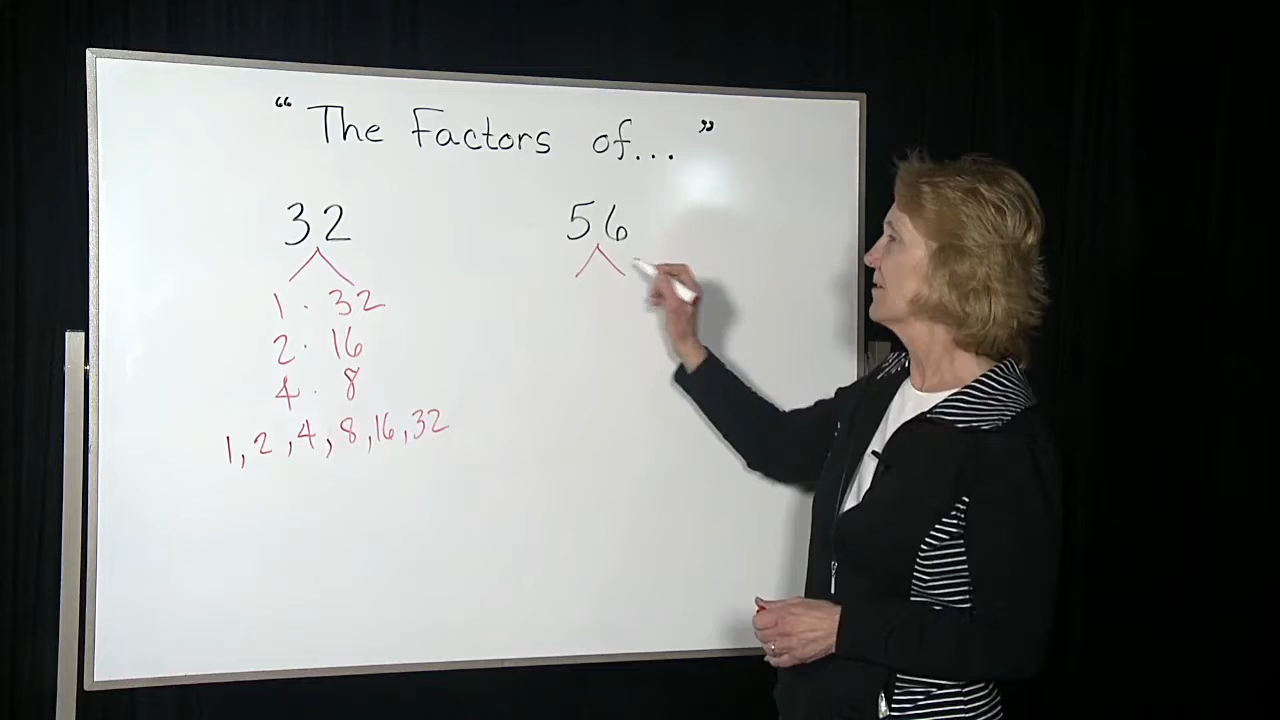 “ The Factors of... ”
32 56
1 · 32
2 · 16
4 · 8
1, 2, 4, 8, 16, 32